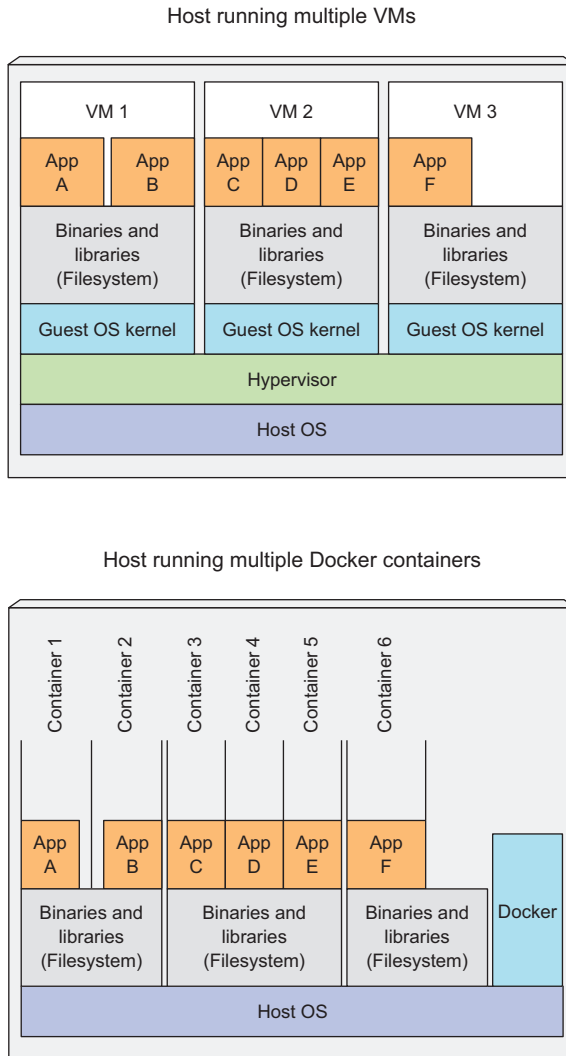 Host running multiple VMs
VM 1
VM 2
VM 3
App
A
App
B
App
C
App
D
App
E
App
F
Binaries and
libraries
(Filesystem)
Binaries and
libraries
(Filesystem)
Binaries and
libraries
(Filesystem)
Guest OS kernel
Guest OS kernel
Guest OS kernel
Hypervisor
Host OS
Host running multiple Docker containers
Container 1
Container 2
Container 3
Container 4
Container 5
Container 6
App
A
App
B
App
C
App
D
App
E
App
F
Binaries and
libraries
(Filesystem)
Binaries and
libraries
(Filesystem)
Binaries and
libraries
(Filesystem)
Docker
Host OS